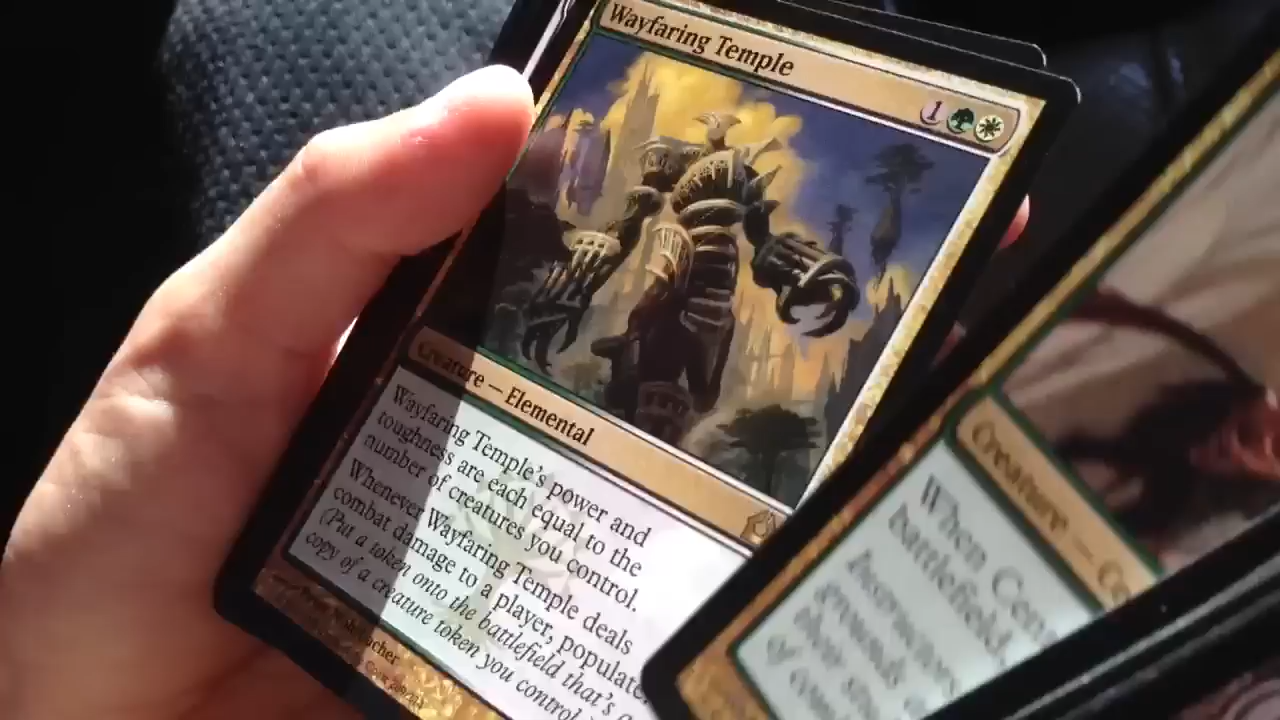 Wayfaring Temple
1
Creature — Elemental
Wayfaring Temple's power and
toughness are each equal to the
number of creatures you control.
Whenever Wayfaring Temple deals
combat damage to a player, populate.
(Put a token onto the battlefield that's a
copy of a creature token you control
Creature —
When Cen
battlefield,